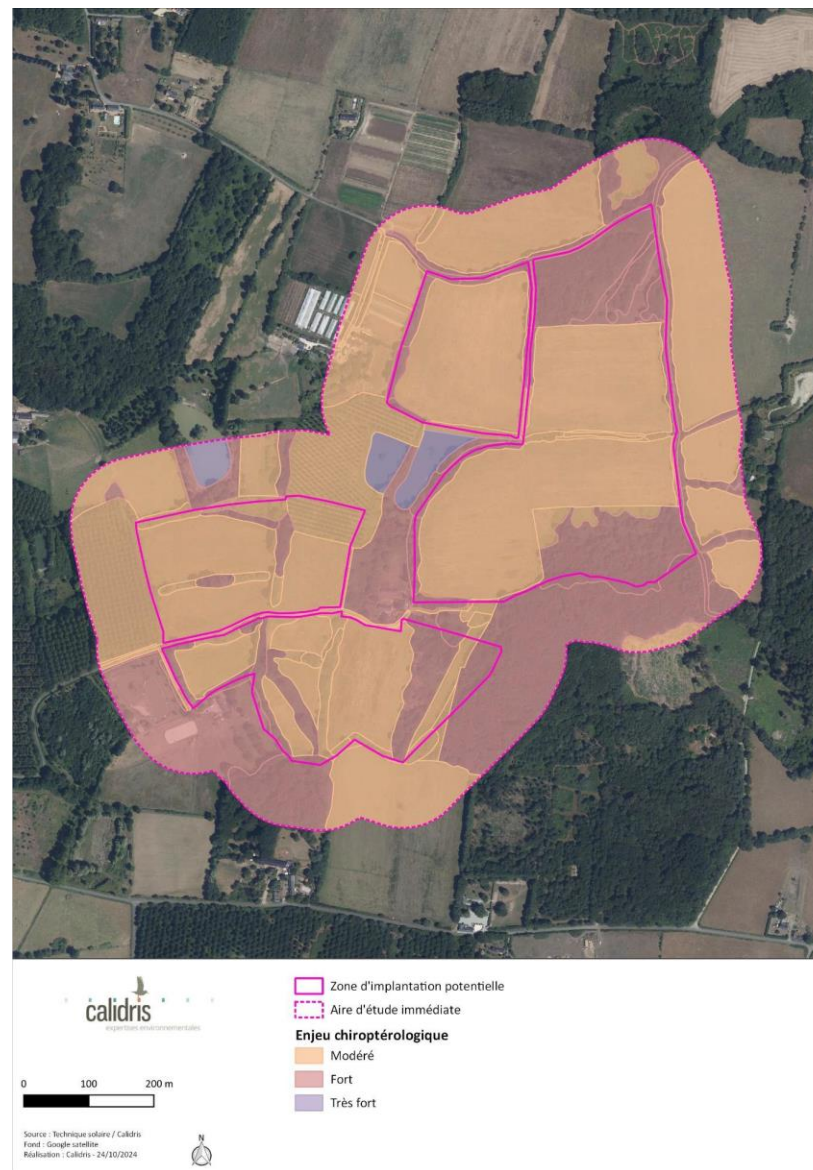 calidris
expertises environnementales
Zone d'implantation potentielle
Aire d'étude immédiate
Enjeu chiroptérologique
Modéré
Fort
Très fort
0 100 200 m
Source : Technique solaire / Calidris
Fond : Google satellite
Réalisation : Calidris - 24/10/2024
N